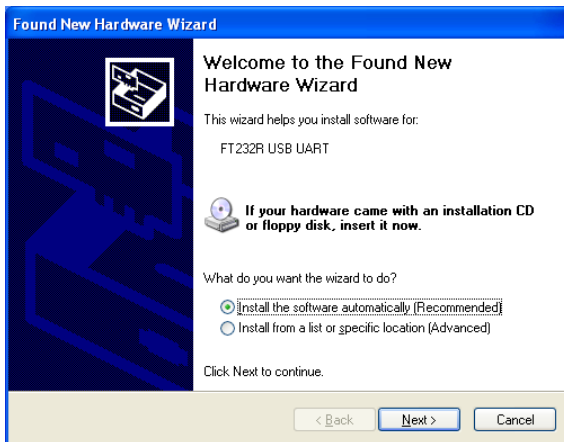 Found New Hardware Wizard
Welcome to the Found New
Hardware Wizard
This wizard helps you install software for:
FT232R USB UART
If your hardware came with an installation CD
or floppy disk, insert it now.
What do you want the wizard to do?
Install the software automatically (Recommended)
Install from a list or specific location (Advanced)
Click Next to continue.
< Back Next > Cancel